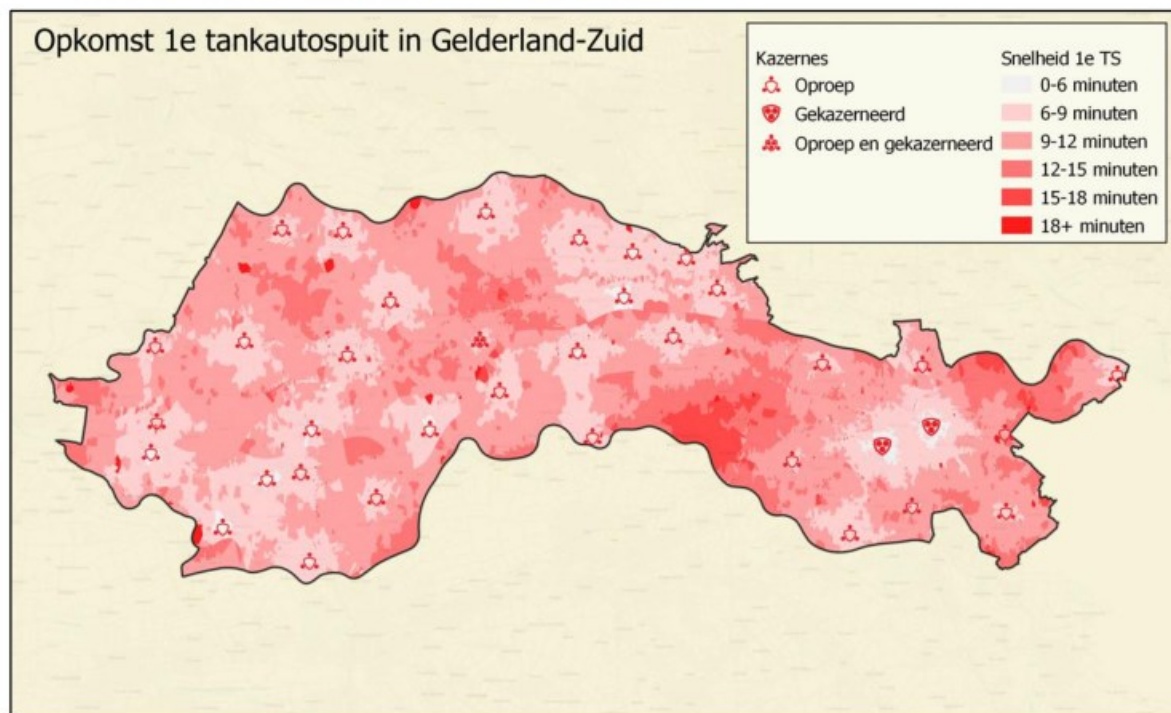 Opkomst 1e tankautospuit in Gelderland-Zuid
Kazernes
Oproep
Gekazerneerd
Oproep en gekazerneerd
Snelheid 1e TS
0-6 minuten
6-9 minuten
9-12 minuten
12-15 minuten
15-18 minuten
18+ minuten